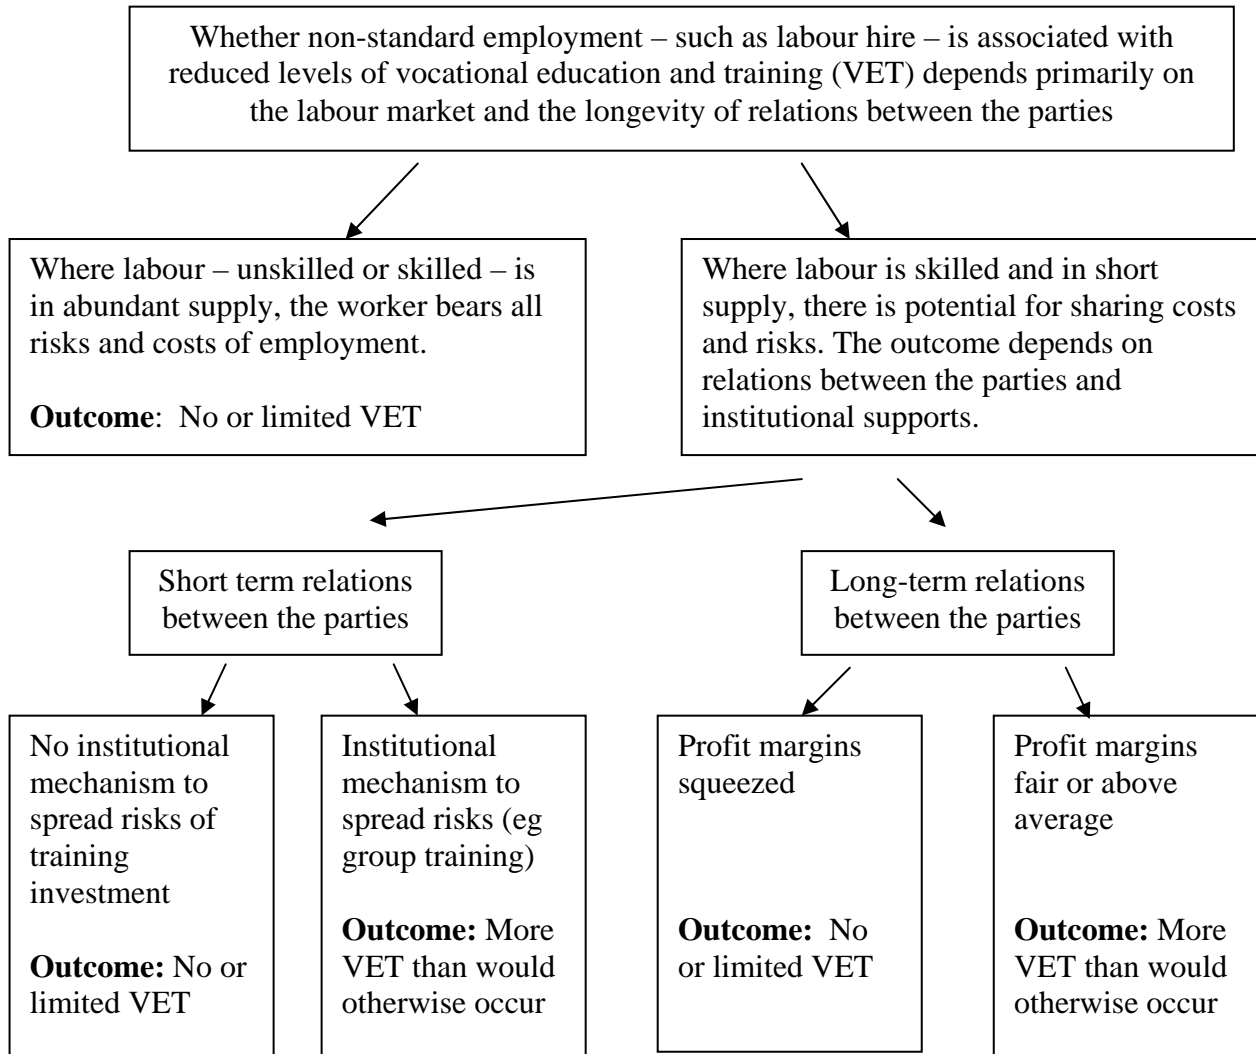 Whether non-standard employment – such as labour hire – is associated with
reduced levels of vocational education and training (VET) depends primarily on
the labour market and the longevity of relations between the parties
Where labour – unskilled or skilled – is
in abundant supply, the worker bears all
risks and costs of employment.
Outcome:  No or limited VET
Where labour is skilled and in short
supply, there is potential for sharing costs
and risks. The outcome depends on
relations between the parties and
institutional supports.
Short term relations
between the parties
Long-term relations
between the parties
No institutional
mechanism to
spread risks of
training
investment
Outcome: No or
limited VET
Institutional
mechanism to
spread risks (eg
group training)
Outcome: More
VET than would
otherwise occur
Profit margins
squeezed
Outcome:  No
or limited VET
Profit margins
fair or above
average
Outcome: More
VET than would
otherwise occur